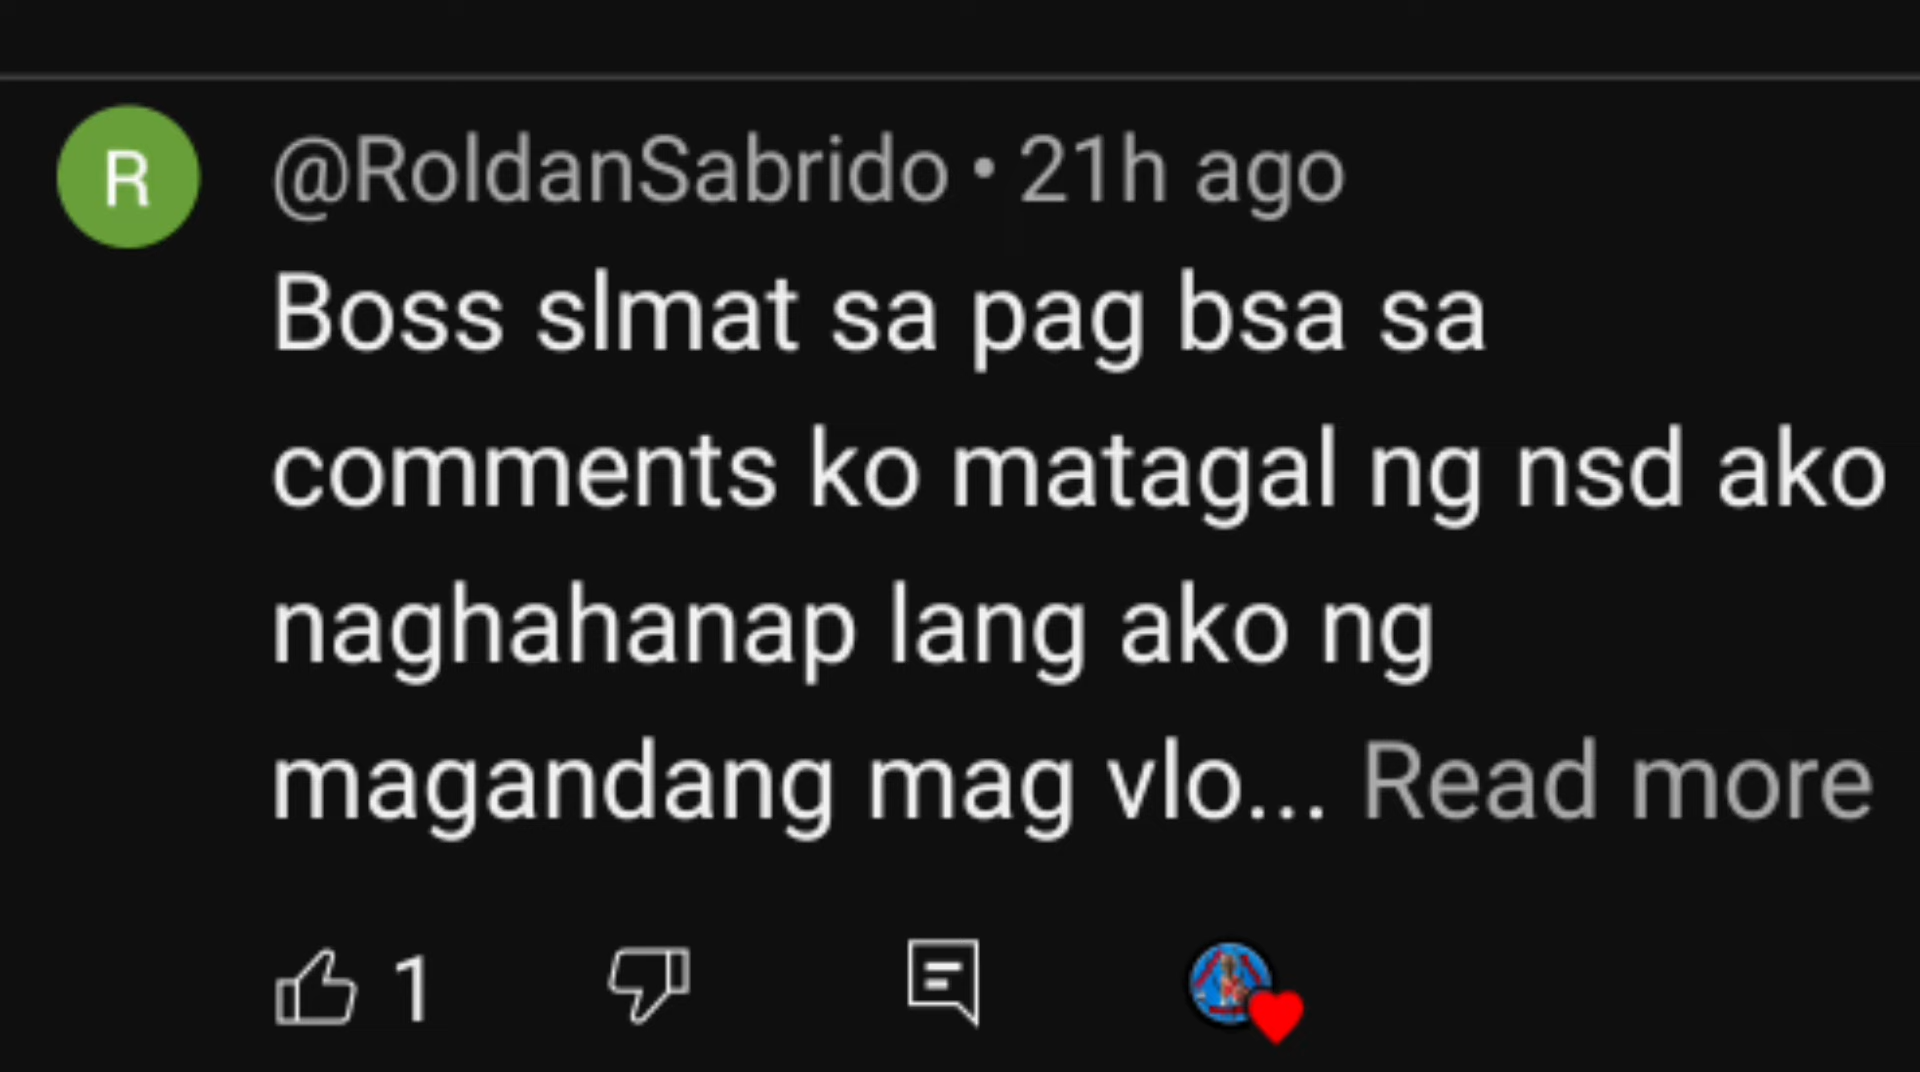 R
@RoldanSabrido • 21h ago
Boss slmat sa pag bsa sa
comments ko matagal ng nsd ako
naghahanap lang ako ng
magandang mag vlo... Read more
1